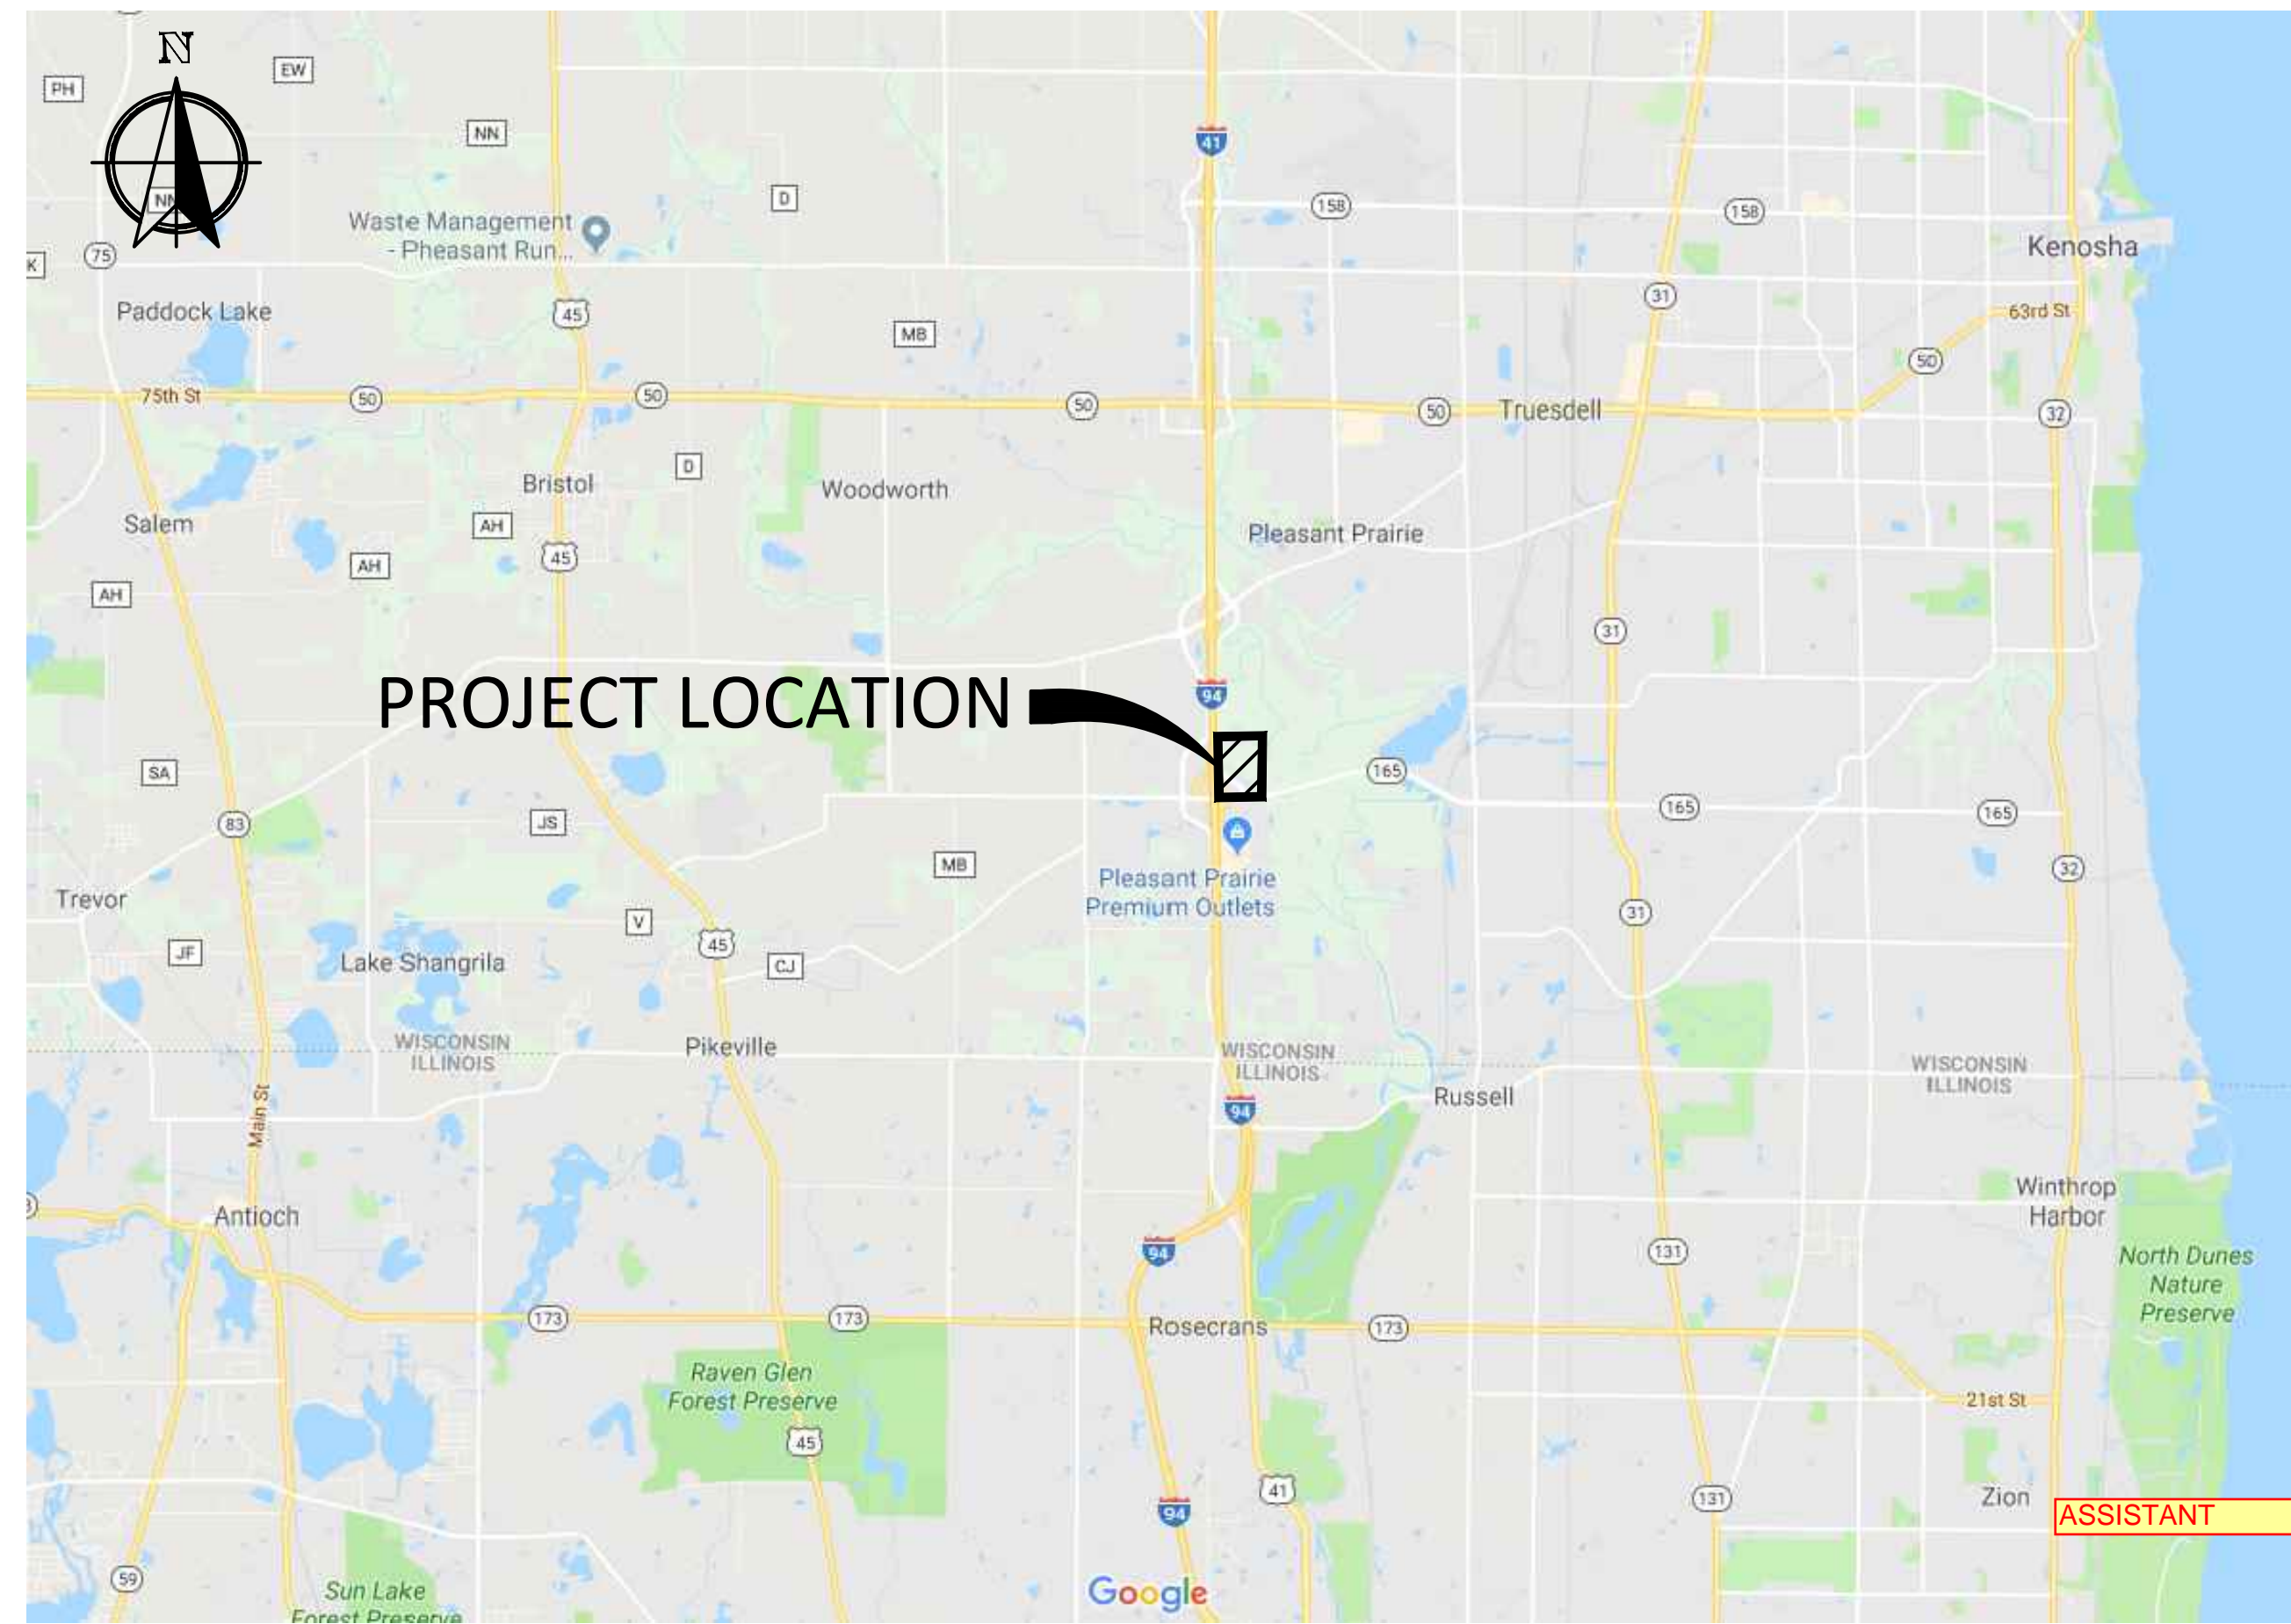 N
EW
PH
41
NN
D
158
158
NN
Waste Management
- Pheasant Run...
Kenosha
75
K
31
Paddock Lake
45
63rd St
MB
50
75th St
50
50
50
50
Truesdell
32
D
Bristol
Woodworth
Salem
AH
Pleasant Prairie
45
AH
AH
31
PROJECT LOCATION
94
SA
165
165
165
83
JS
Pleasant Prairie
Premium Outlets
MB
32
Trevor
V
31
45
JF
Lake Shangrila
CJ
WISCONSIN
ILLINOIS
Pikeville
WISCONSIN
ILLINOIS
WISCONSIN
ILLINOIS
Russell
94
Main St
Winthrop
Harbor
Antioch
94
131
North Dunes
Nature
Preserve
173
173
Rosecrans
173
Raven Glen
Forest Preserve
21st St
45
41
94
131
Zion
ASSISTANT
59
Sun Lake
Forest Preserve
Google